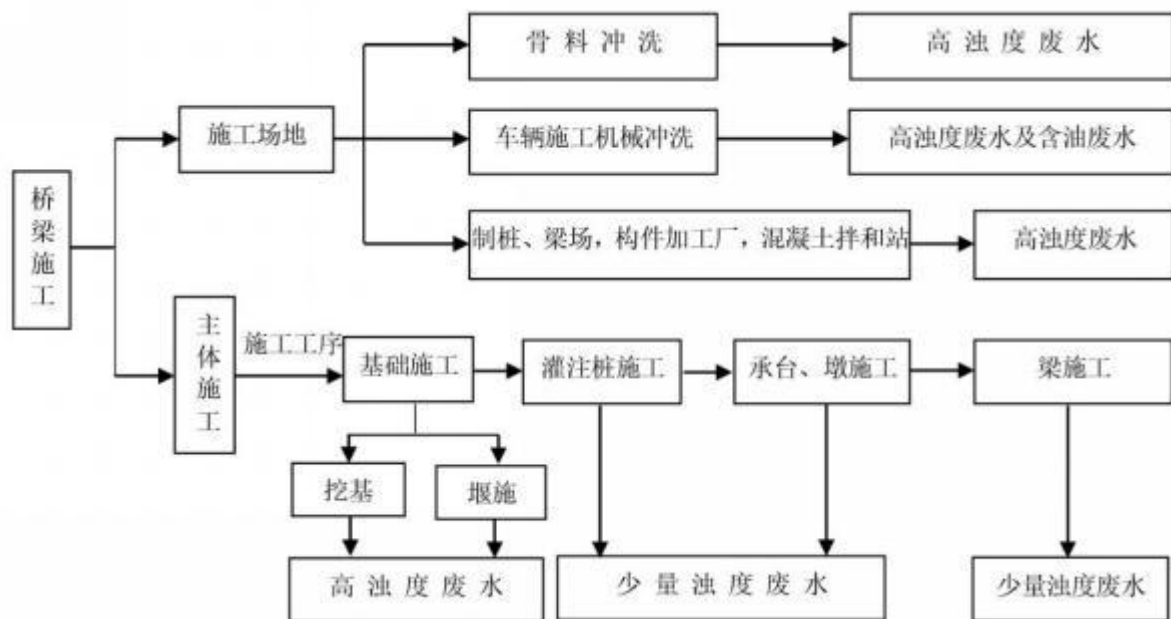 骨料冲洗
高浊度废水
施工场地
车辆施工机械冲洗
高浊度废水及含油废水
桥梁施工
制桩、梁场，构件加工厂，混凝土拌和站
高浊度废水
主体施工
施工工序
基础施工
灌注桩施工
承台、墩施工
梁施工
挖基
堰施
高浊度废水
少量浊度废水
少量浊度废水